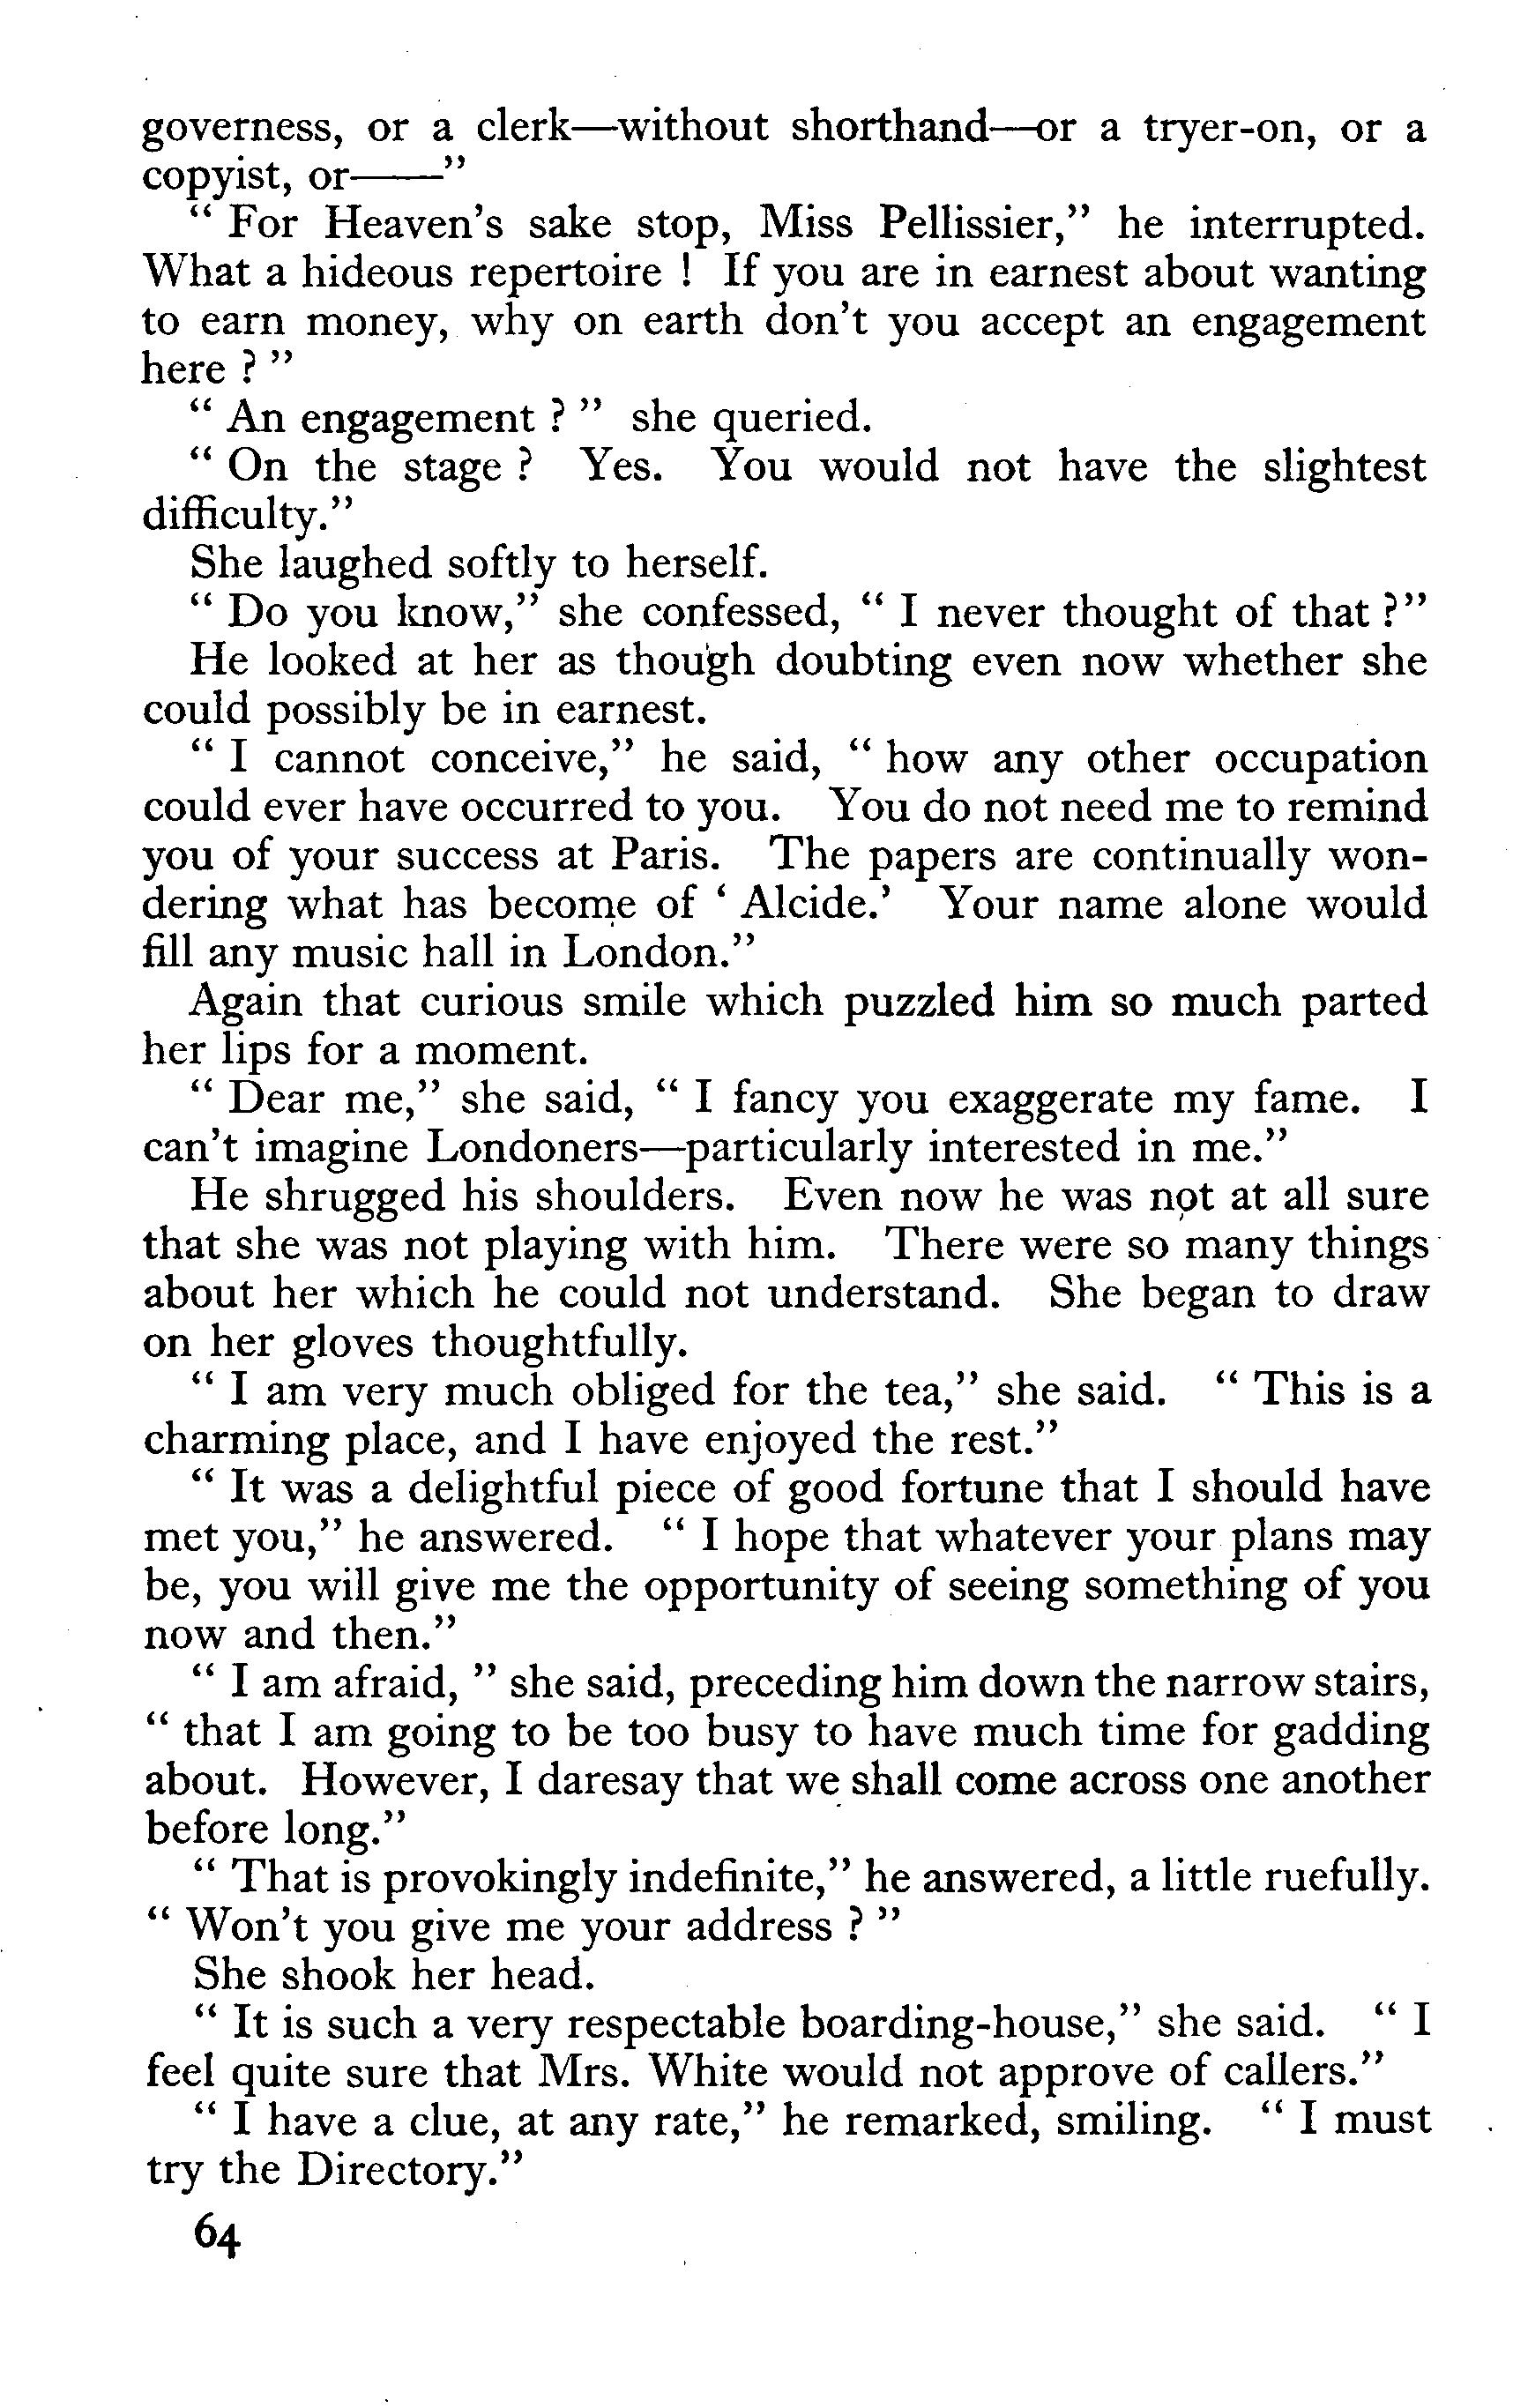 governess, or a clerk—without shorthand—or a tryer-on, or a
copyist, or——"
" For Heaven's sake stop, Miss Pellissier," he interrupted.
What a hideous repertoire ! If you are in earnest about wanting
to earn money, why on earth don't you accept an engagement
here ? "
" An engagement ? " she queried.
" On the stage ? Yes. You would not have the slightest
difficulty."
She laughed softly to herself.
" Do you know," she confessed, " I never thought of that ?"
He looked at her as though doubting even now whether she
could possibly be in earnest.
" I cannot conceive," he said, " how any other occupation
could ever have occurred to you. You do not need me to remind
you of your success at Paris. The papers are continually won-
dering what has become of ' Alcide.' Your name alone would
fill any music hall in London."
Again that curious smile which puzzled him so much parted
her lips for a moment.
" Dear me," she said, " I fancy you exaggerate my fame. I
can't imagine Londoners—particularly interested in me."
He shrugged his shoulders. Even now he was not at all sure
that she was not playing with him. There were so many things
about her which he could not understand. She began to draw
on her gloves thoughtfully.
" I am very much obliged for the tea," she said. " This is a
charming place, and I have enjoyed the rest."
" It was a delightful piece of good fortune that I should have
met you," he answered. " I hope that whatever your plans may
be, you will give me the opportunity of seeing something of you
now and then."
" I am afraid, " she said, preceding him down the narrow stairs,
" that I am going to be too busy to have much time for gadding
about. However, I daresay that we shall come across one another
before long."
" That is provokingly indefinite," he answered, a little ruefully.
" Won't you give me your address ? "
She shook her head.
" It is such a very respectable boarding-house," she said. " I
feel quite sure that Mrs. White would not approve of callers."
" I have a clue, at any rate," he remarked, smiling. " I must
try the Directory."
64